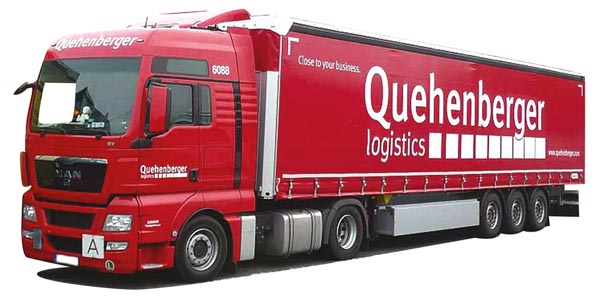 Quehenberger
6088
Close to your business.
Quehenberger
logistics
www.quehenberger.com
MAN
Quehenberger
logistics
A
L